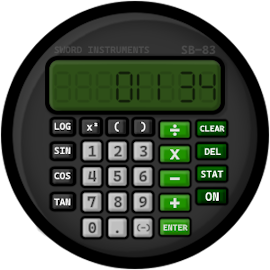 SWORD INSTRUMENTS SB-83
011134
LOG x² ( ) ÷ CLEAR
SIN 1 2 3 x DEL
COS 4 5 6 - STAT
TAN 7 8 9 + ON
0 . (-) ENTER